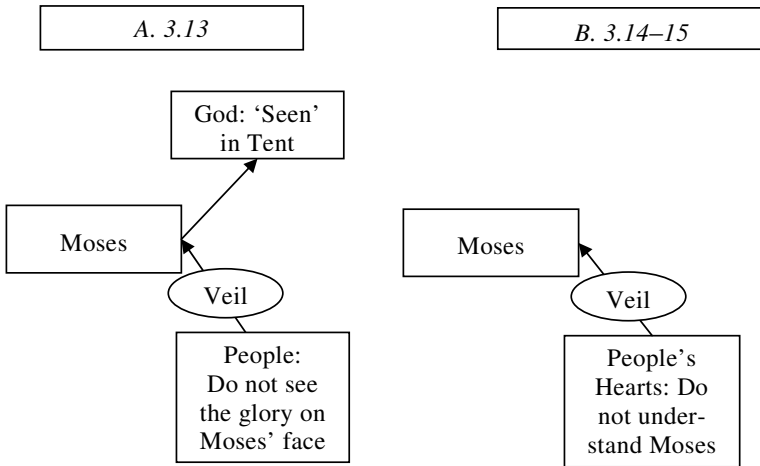 A. 3.13
God: ‘Seen’
in Tent
Moses
Veil
People:
Do not see
the glory on
Moses’ face
B. 3.14–15
Moses
Veil
People’s
Hearts: Do
not under-
stand Moses